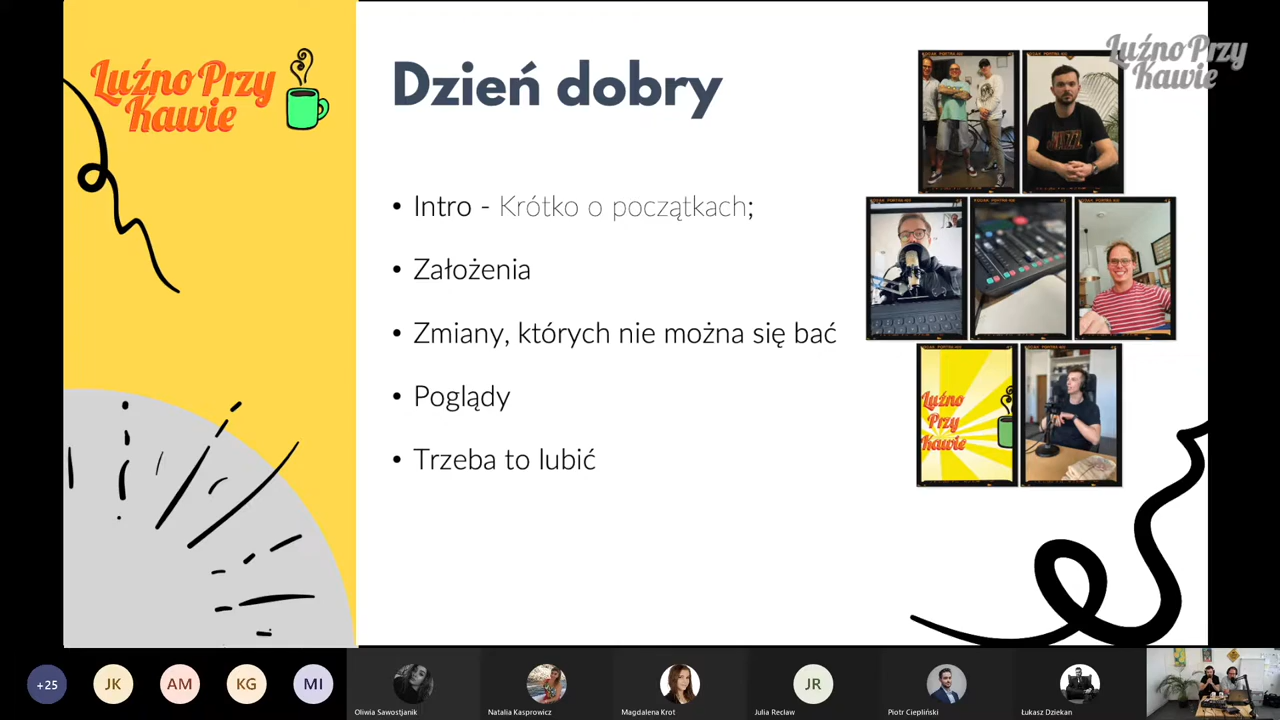 Luźno Przy
Kawie
Dzień dobry
Luźno Przy
Kawie
• Intro - Krótko o początkach;
• Założenia
• Zmiany, których nie można się bać
• Poglądy
• Trzeba to lubić
JAZZ
Luźno
Przy
Kawie
+25
JK
AM
KG
MI
JR
Oliwia Sawostjanik
Natalia Kasprowicz
Magdalena Krot
Julia Recław
Piotr Ciepliński
Łukasz Dziekan